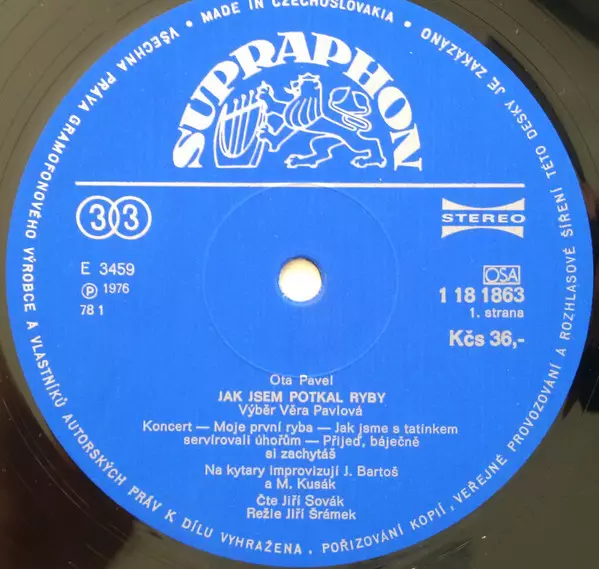 VŠECHNA PRÁVA GRAMOFONOVÉHO VÝROBCE A VLASTNÍKŮ AUTORSKÝCH PRÁV K DÍLU VYHRAŽENA. POŘIZOVÁNÍ KOPIÍ, VEŘEJNÉ PROVOZOVÁNÍ A ROZHLASOVÉ ŠÍŘENÍ TÉTO DESKY JE ZAKÁZÁNO
• MADE IN CZECHOSLOVAKIA •
SUPRAPHON
33
STEREO
E 3459
OSA
Ⓟ 1976
1 18 1863
78 1
1. strana
Kčs 36,-
Ota Pavel
JAK JSEM POTKAL RYBY
Výběr Věra Pavlová
Koncert — Moje první ryba — Jak jsme s tatínkem
servírovali úhořům — Přijeď, báječně
si zachytáš
Na kytary improvizují J. Bartoš
a M. Kusák
Čte Jiří Sovák
Režie Jiří Šrámek